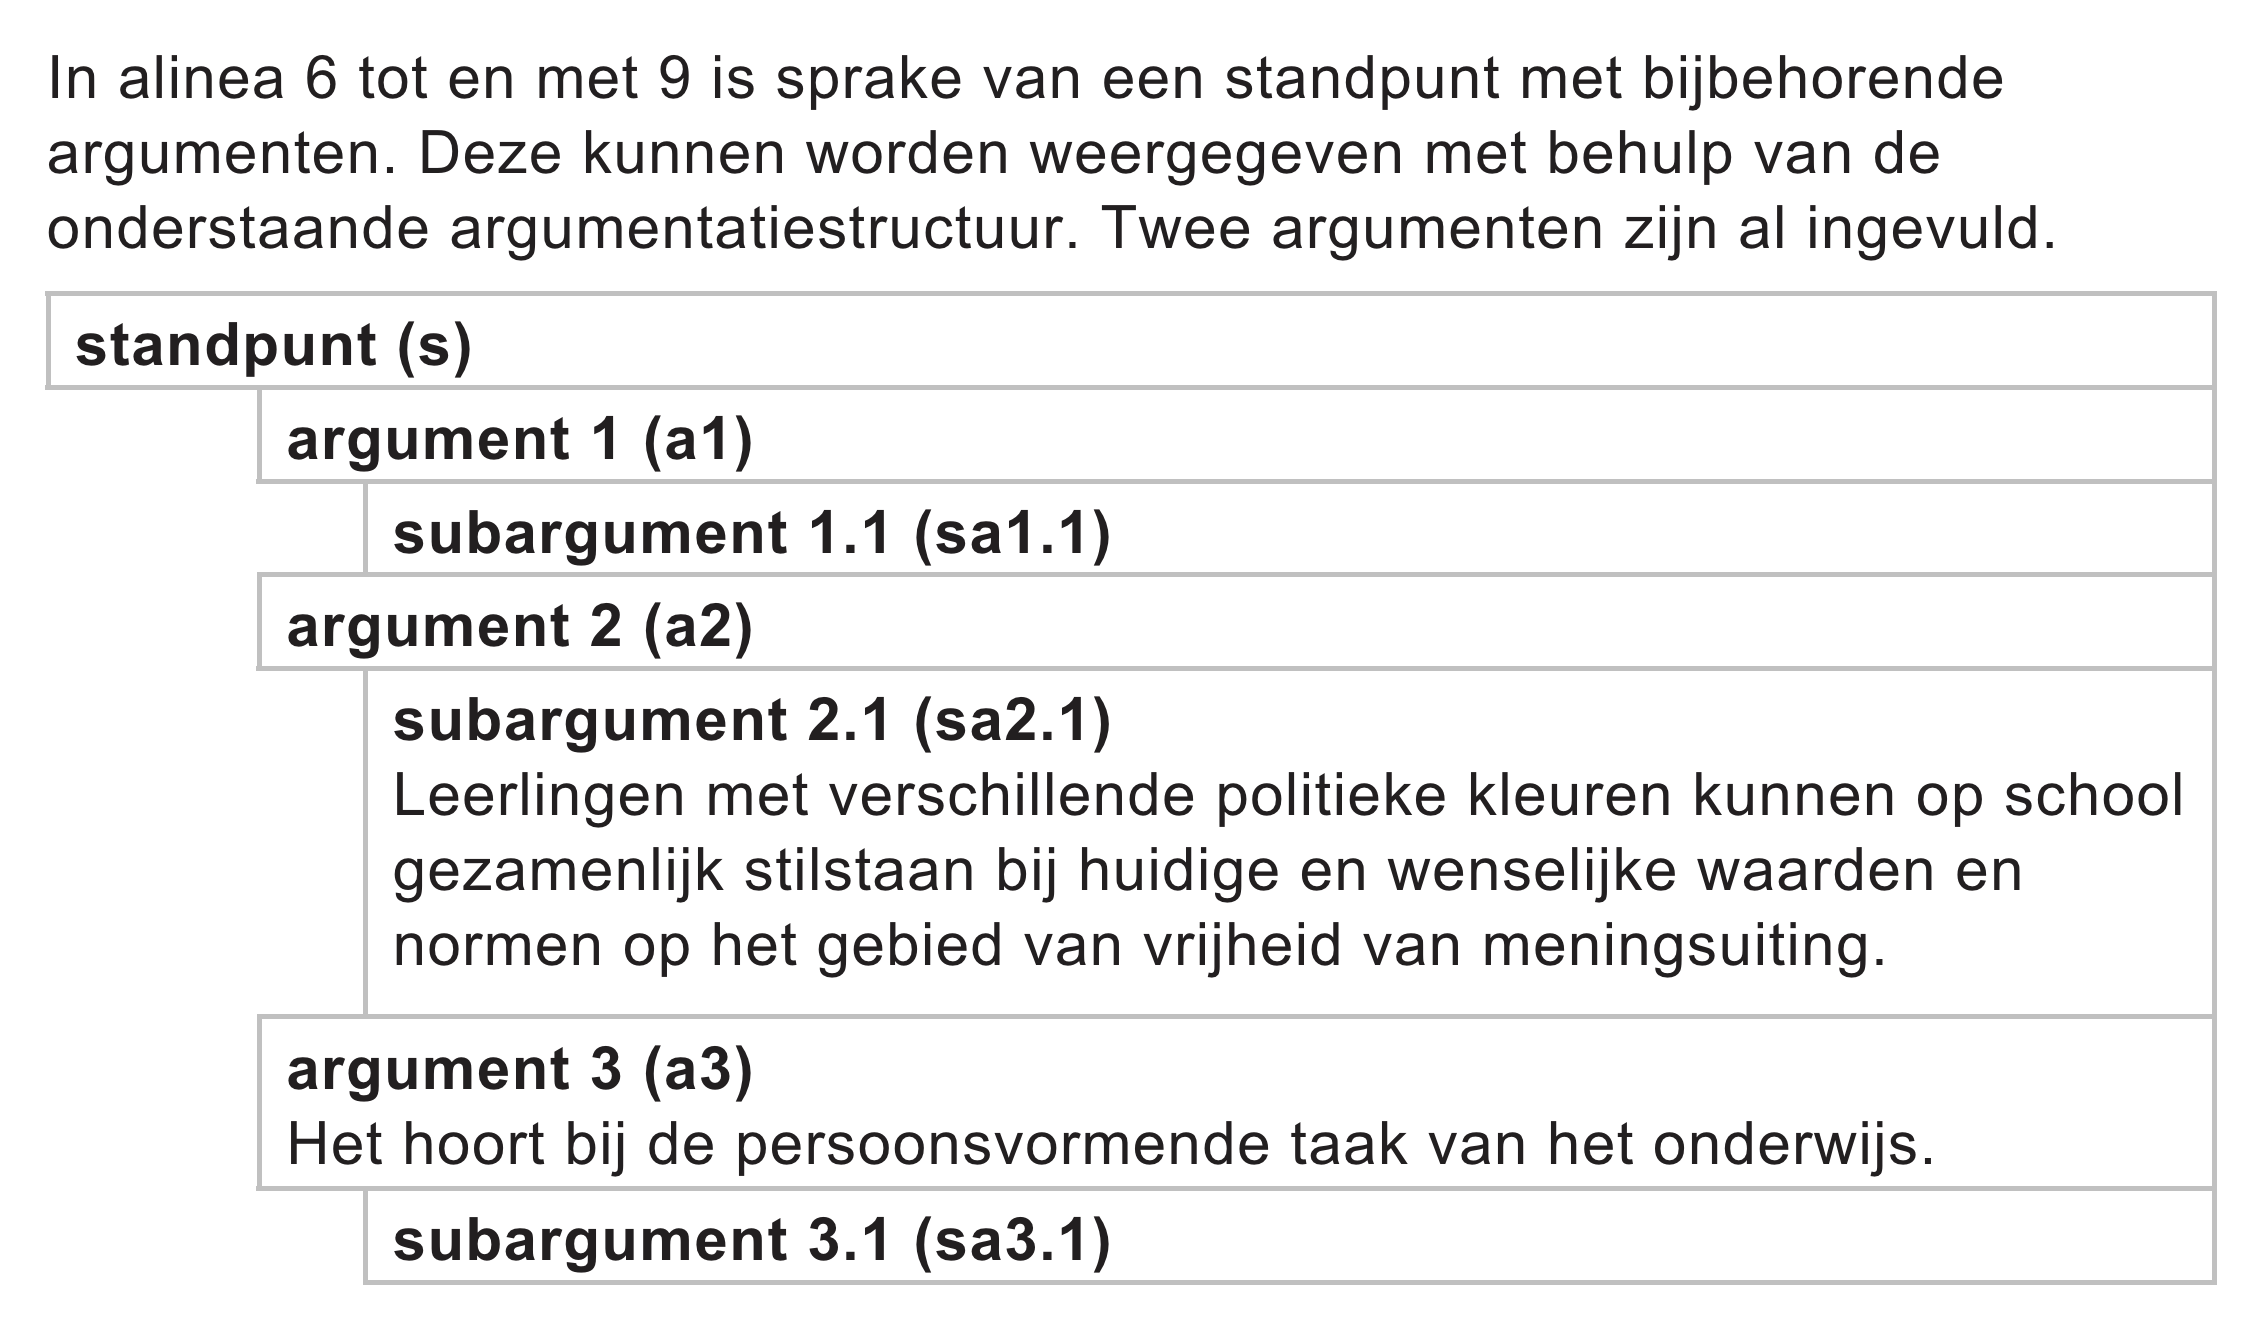 In alinea 6 tot en met 9 is sprake van een standpunt met bijbehorende
argumenten. Deze kunnen worden weergegeven met behulp van de
onderstaande argumentatiestructuur. Twee argumenten zijn al ingevuld.
standpunt (s)
argument 1 (a1)
subargument 1.1 (sa1.1)
argument 2 (a2)
subargument 2.1 (sa2.1)
Leerlingen met verschillende politieke kleuren kunnen op school
gezamenlijk stilstaan bij huidige en wenselijke waarden en
normen op het gebied van vrijheid van meningsuiting.
argument 3 (a3)
Het hoort bij de persoonsvormende taak van het onderwijs.
subargument 3.1 (sa3.1)